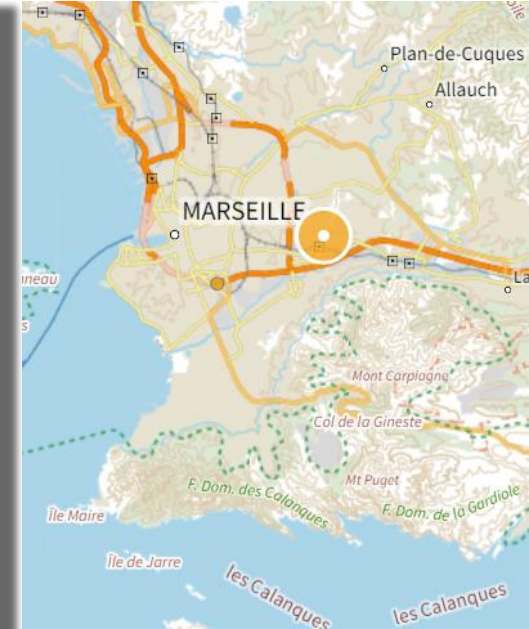 Plan-de-Cuques
Allauch
MARSEILLE
La
Mont Carpiagne
Col de la Gineste
Mt Puget
F. Dom. des Calanques
F. Dom. de la Gardiole
Île Maire
Île de Jarre
les Calanques
les Calanques